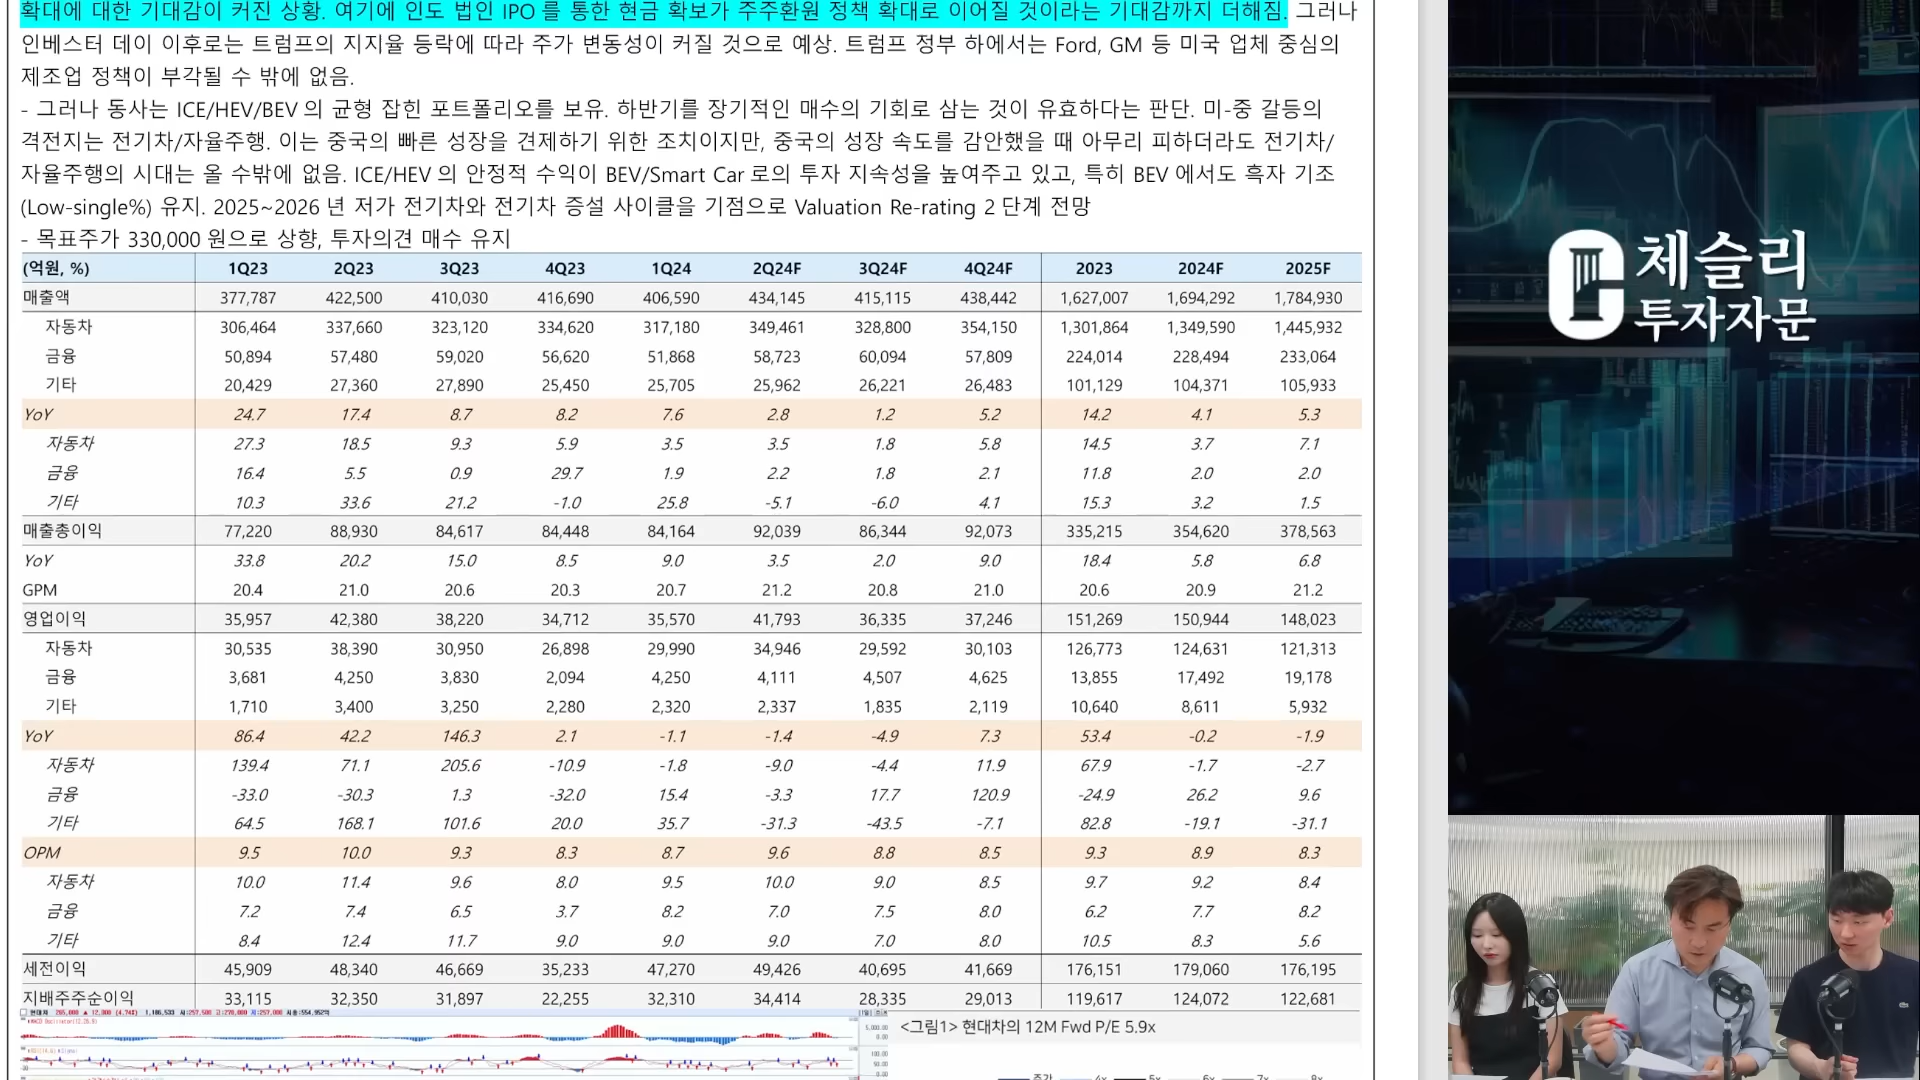 확대에 대한 기대감이 커진 상황. 여기에 인도 법인 IPO 를 통한 현금 확보가 주주환원 정책 확대로 이어질 것이라는 기대감까지 더해짐. 그러나
인베스터 데이 이후로는 트럼프의 지지율 등락에 따라 주가 변동성이 커질 것으로 예상. 트럼프 정부 하에서는 Ford, GM 등 미국 업체 중심의
제조업 정책이 부각될 수 밖에 없음.
- 그러나 동사는 ICE/HEV/BEV 의 균형 잡힌 포트폴리오를 보유. 하반기를 장기적인 매수의 기회로 삼는 것이 유효하다는 판단. 미-중 갈등의
격전지는 전기차/자율주행. 이는 중국의 빠른 성장을 견제하기 위한 조치이지만, 중국의 성장 속도를 감안했을 때 아무리 피하더라도 전기차/
자율주행의 시대는 올 수밖에 없음. ICE/HEV 의 안정적 수익이 BEV/Smart Car 로의 투자 지속성을 높여주고 있고, 특히 BEV 에서도 흑자 기조
(Low-single%) 유지. 2025~2026 년 저가 전기차와 전기차 증설 사이클을 기점으로 Valuation Re-rating 2 단계 전망
- 목표주가 330,000 원으로 상향, 투자의견 매수 유지
(억원, %) 1Q23 2Q23 3Q23 4Q23 1Q24 2Q24F 3Q24F 4Q24F 2023 2024F 2025F
매출액 377,787 422,500 410,030 416,690 406,590 434,145 415,115 438,442 1,627,007 1,694,292 1,784,930
자동차 306,464 337,660 323,120 334,620 317,180 349,461 328,800 354,150 1,301,864 1,349,590 1,445,932
금융 50,894 57,480 59,020 56,620 51,868 58,723 60,094 57,809 224,014 228,494 233,064
기타 20,429 27,360 27,890 25,450 25,705 25,962 26,221 26,483 101,129 104,371 105,933
YoY 24.7 17.4 8.7 8.2 7.6 2.8 1.2 5.2 14.2 4.1 5.3
자동차 27.3 18.5 9.3 5.9 3.5 3.5 1.8 5.8 14.5 3.7 7.1
금융 16.4 5.5 0.9 29.7 1.9 2.2 1.8 2.1 11.8 2.0 2.0
기타 10.3 33.6 21.2 -1.0 25.8 -5.1 -6.0 4.1 15.3 3.2 1.5
매출총이익 77,220 88,930 84,617 84,448 84,164 92,039 86,344 92,073 335,215 354,620 378,563
YoY 33.8 20.2 15.0 8.5 9.0 3.5 2.0 9.0 18.4 5.8 6.8
GPM 20.4 21.0 20.6 20.3 20.7 21.2 20.8 21.0 20.6 20.9 21.2
영업이익 35,957 42,380 38,220 34,712 35,570 41,793 36,335 37,246 151,269 150,944 148,023
자동차 30,535 38,390 30,950 26,898 29,990 34,946 29,592 30,103 126,773 124,631 121,313
금융 3,681 4,250 3,830 2,094 4,250 4,111 4,507 4,625 13,855 17,492 19,178
기타 1,710 3,400 3,250 2,280 2,320 2,337 1,835 2,119 10,640 8,611 5,932
YoY 86.4 42.2 146.3 2.1 -1.1 -1.4 -4.9 7.3 53.4 -0.2 -1.9
자동차 139.4 71.1 205.6 -10.9 -1.8 -9.0 -4.4 11.9 67.9 -1.7 -2.7
금융 -33.0 -30.3 1.3 -32.0 15.4 -3.3 17.7 120.9 -24.9 26.2 9.6
기타 64.5 168.1 101.6 20.0 35.7 -31.3 -43.5 -7.1 82.8 -19.1 -31.1
OPM 9.5 10.0 9.3 8.3 8.7 9.6 8.8 8.5 9.3 8.9 8.3
자동차 10.0 11.4 9.6 8.0 9.5 10.0 9.0 8.5 9.7 9.2 8.4
금융 7.2 7.4 6.5 3.7 8.2 7.0 7.5 8.0 6.2 7.7 8.2
기타 8.4 12.4 11.7 9.0 9.0 9.0 7.0 8.0 10.5 8.3 5.6
세전이익 45,909 48,340 46,669 35,233 47,270 49,426 40,695 41,669 176,151 179,060 176,195
지배주주순이익 33,115 32,350 31,897 22,255 32,310 34,414 28,335 29,013 119,617 124,072 122,681
<그림1> 현대차의 12M Fwd P/E 5.9x
체슬리
투자자문